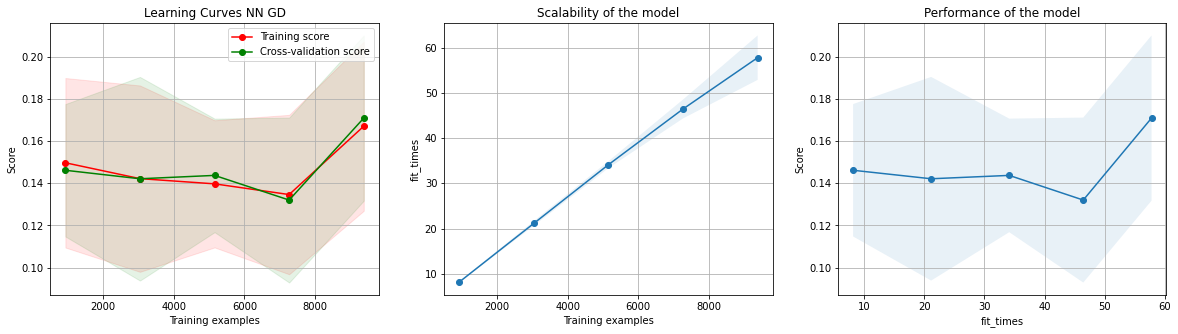 Learning Curves NN GD
Training score
Cross-validation score
0.20
0.18
0.16
0.14
0.12
0.10
Score
2000 4000 6000 8000
Training examples
Scalability of the model
60
50
40
30
20
10
fit_times
2000 4000 6000 8000
Training examples
Performance of the model
0.20
0.18
0.16
0.14
0.12
0.10
Score
10 20 30 40 50 60
fit_times